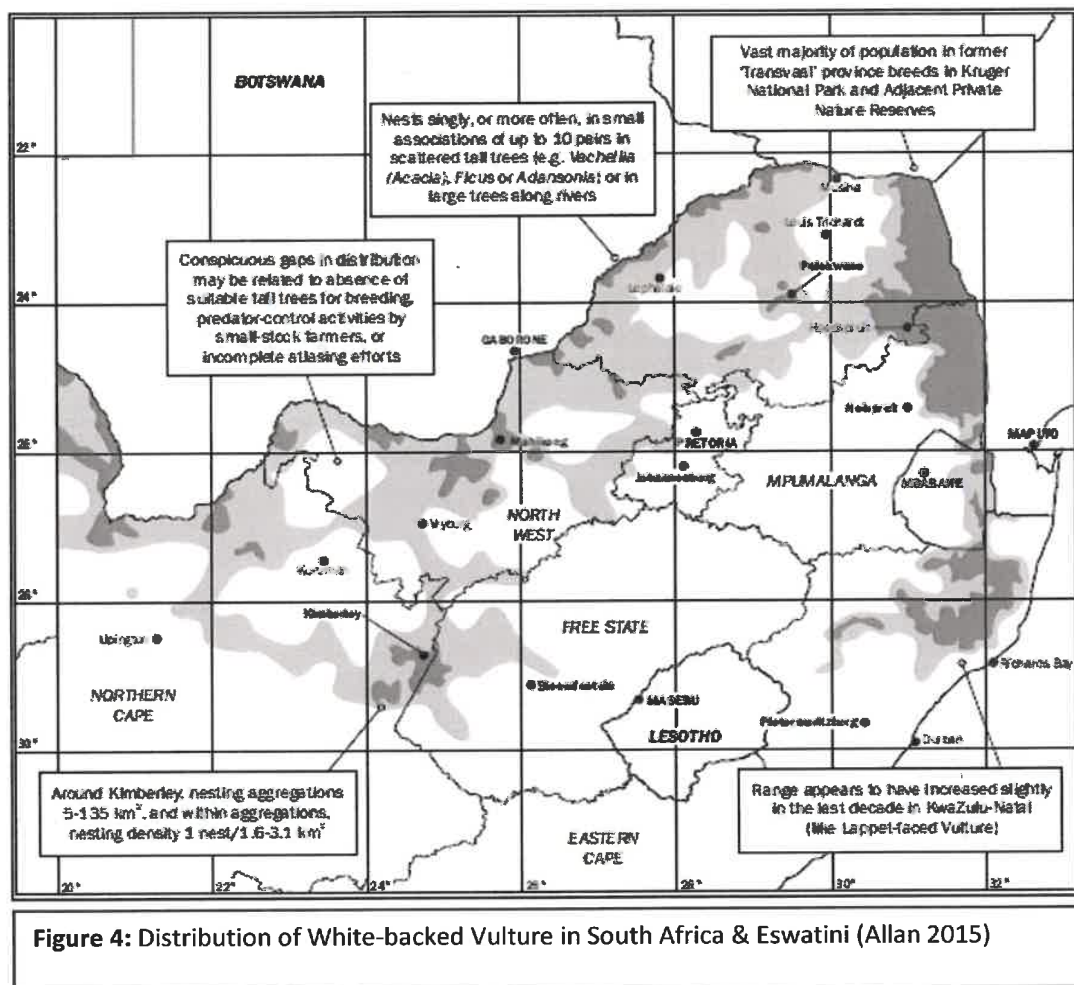 BOTSWANA
Vast majority of population in former
'Transvaal' province breeds in Kruger
National Park and Adjacent Private
Nature Reserves
Nests singly, or more often, in small
associations of up to 10 pairs in
scattered tall trees (e.g. Vachellia
(Acacia), Ficus or Adansonia) or in
large trees along rivers
22°
Musina
Louis Trichardt
Polokwane
Conspicuous gaps in distribution
may be related to absence of
suitable tall trees for breeding,
predator-control activities by
small-stock farmers, or
incomplete atlasing efforts
Lephalale
24°
Hoedspruit
GABORONE
Nelspruit
Mahikeng
PRETORIA
MAPUTO
26°
Johannesburg
MPUMALANGA
MBABANE
Vryburg
NORTH
WEST
Kuruman
28°
Kimberley
FREE STATE
Upington
Richards Bay
NORTHERN
CAPE
Bloemfontein
MASERU
LESOTHO
Pietermaritzburg
Durban
30°
Around Kimberley, nesting aggregations
5-135 km², and within aggregations,
nesting density 1 nest/1.6-3.1 km²
Range appears to have increased slightly
in the last decade in KwaZulu-Natal
(like Lappet-faced Vulture)
EASTERN
CAPE
20° 22° 24° 26° 28° 30° 32°
Figure 4: Distribution of White-backed Vulture in South Africa & Eswatini (Allan 2015)